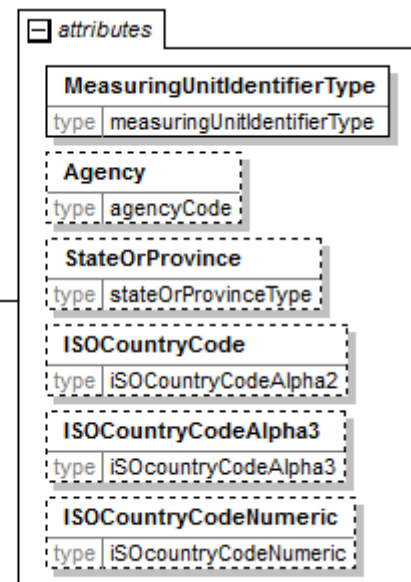 attributes
MeasuringUnitIdentifierType
type measuringUnitIdentifierType
Agency
type agencyCode
StateOrProvince
type stateOrProvinceType
ISOCountryCode
type iSOCountryCodeAlpha2
ISOCountryCodeAlpha3
type iSOcountryCodeAlpha3
ISOCountryCodeNumeric
type iSOcountryCodeNumeric